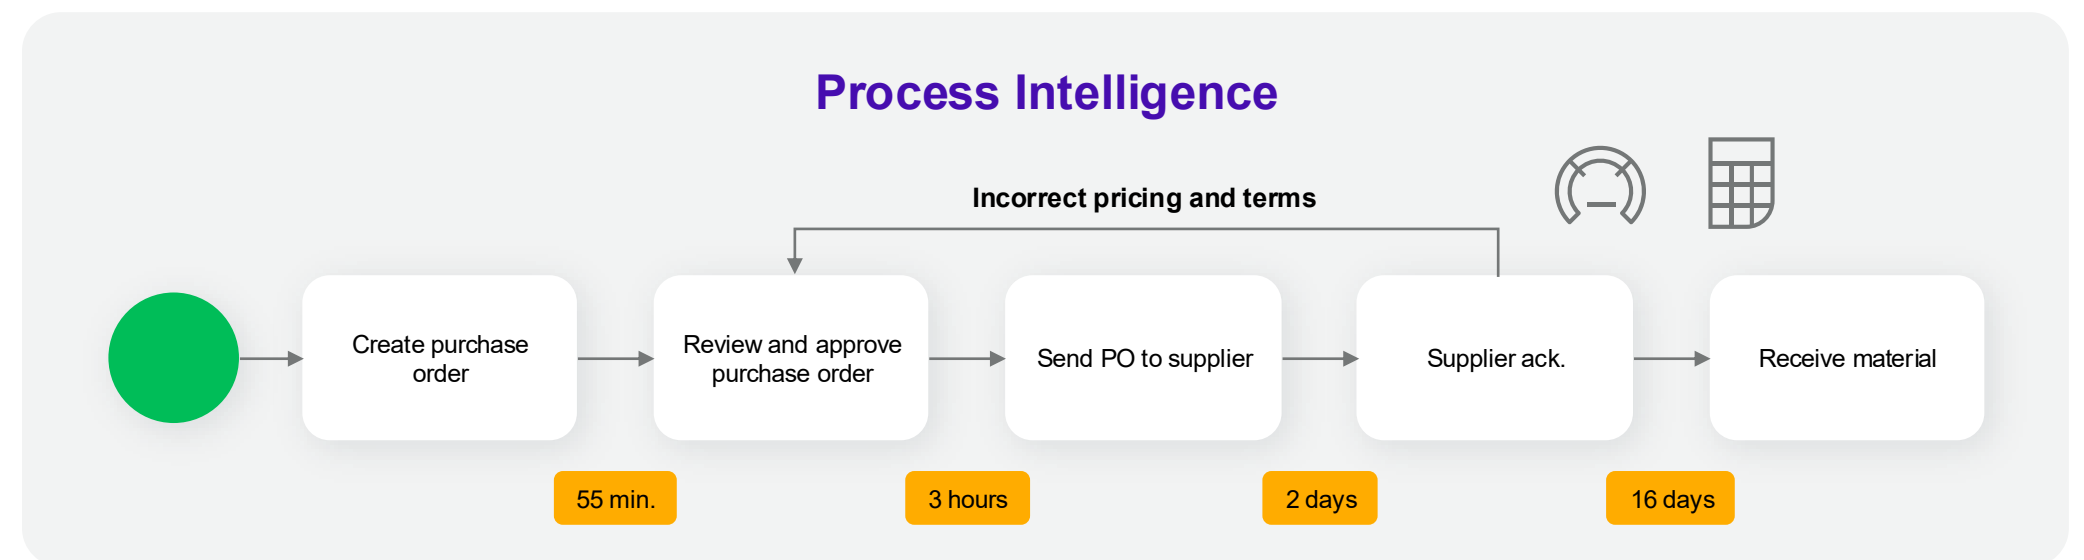 Process Intelligence
Incorrect pricing and terms
Create purchase
order
Review and approve
purchase order
Send PO to supplier
Supplier ack.
Receive material
55 min.
3 hours
2 days
16 days